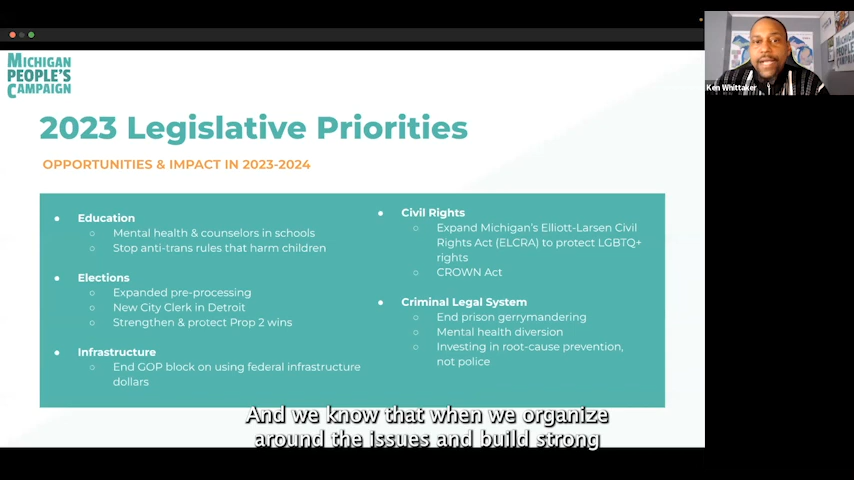 MICHIGAN
PEOPLE'S
CAMPAIGN
2023 Legislative Priorities
OPPORTUNITIES & IMPACT IN 2023-2024
● Education
○ Mental health & counselors in schools
○ Stop anti-trans rules that harm children
● Elections
○ Expanded pre-processing
○ New City Clerk in Detroit
○ Strengthen & protect Prop 2 wins
● Infrastructure
○ End GOP block on using federal infrastructure
dollars
● Civil Rights
○ Expand Michigan's Elliott-Larsen Civil
Rights Act (ELCRA) to protect LGBTQ+
rights
○ CROWN Act
● Criminal Legal System
○ End prison gerrymandering
○ Mental health diversion
○ Investing in root-cause prevention,
not police
MICHIGAN
PEOPLE'S
CAMPAIGN
Ken Whittaker
And we know that when we organize
around the issues and build strong